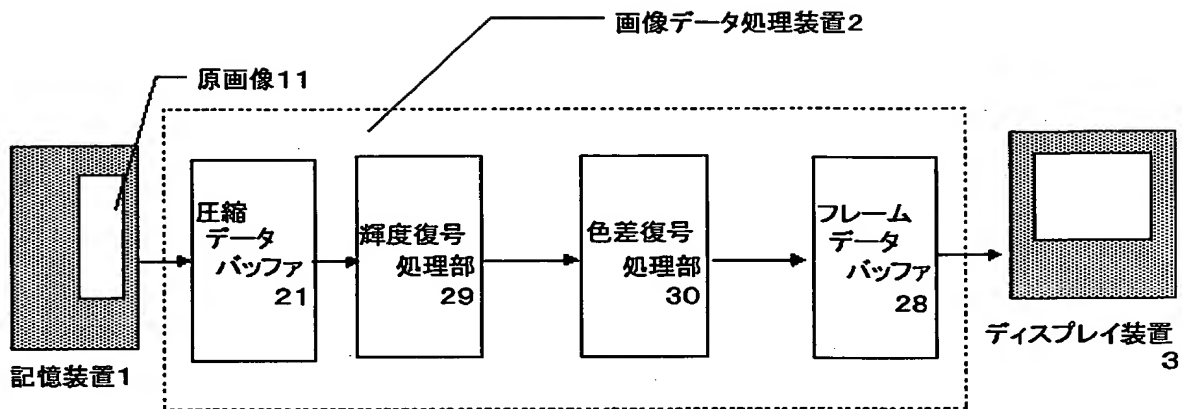 画像データ処理装置2
原画像11
圧縮
データ
バッファ
21
輝度復号
処理部
29
色差復号
処理部
30
フレーム
データ
バッファ
28
記憶装置1
ディスプレイ装置
3